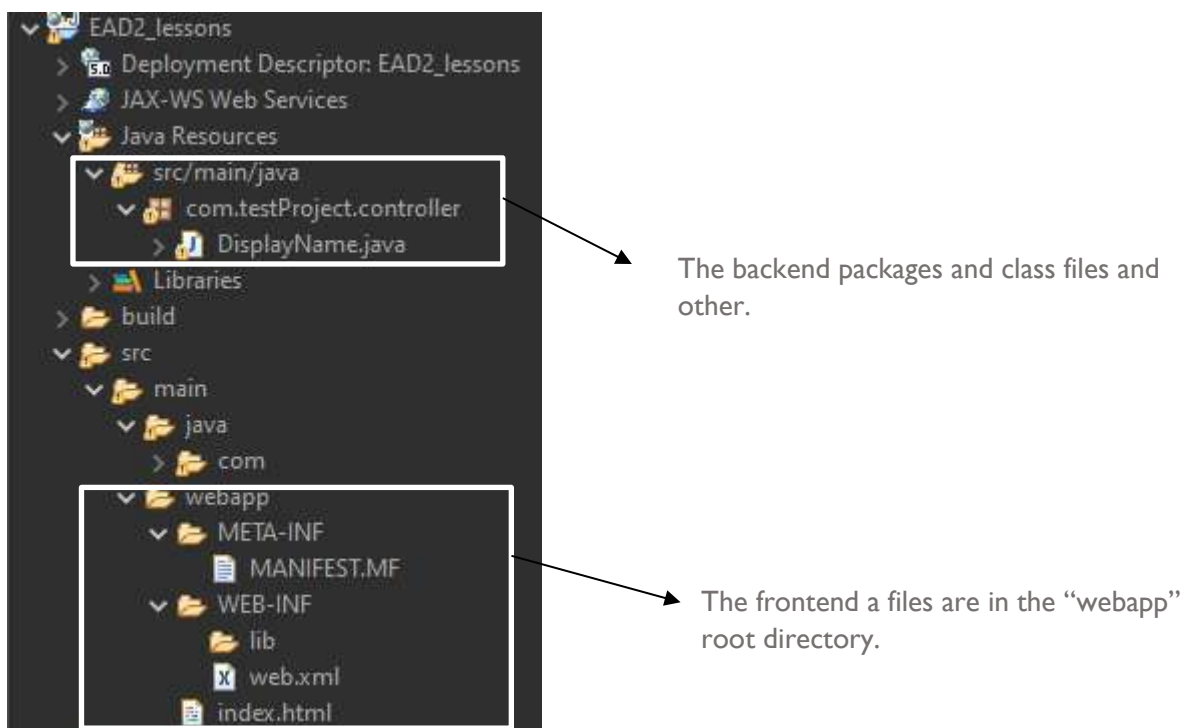 EAD2_lessons
5.0 Deployment Descriptor: EAD2_lessons
JAX-WS Web Services
Java Resources
src/main/java
com.testProject.controller
J DisplayName.java
Libraries
build
src
main
java
com
webapp
META-INF
MANIFEST.MF
WEB-INF
lib
X web.xml
index.html
The backend packages and class files and
other.
The frontend a files are in the “webapp”
root directory.